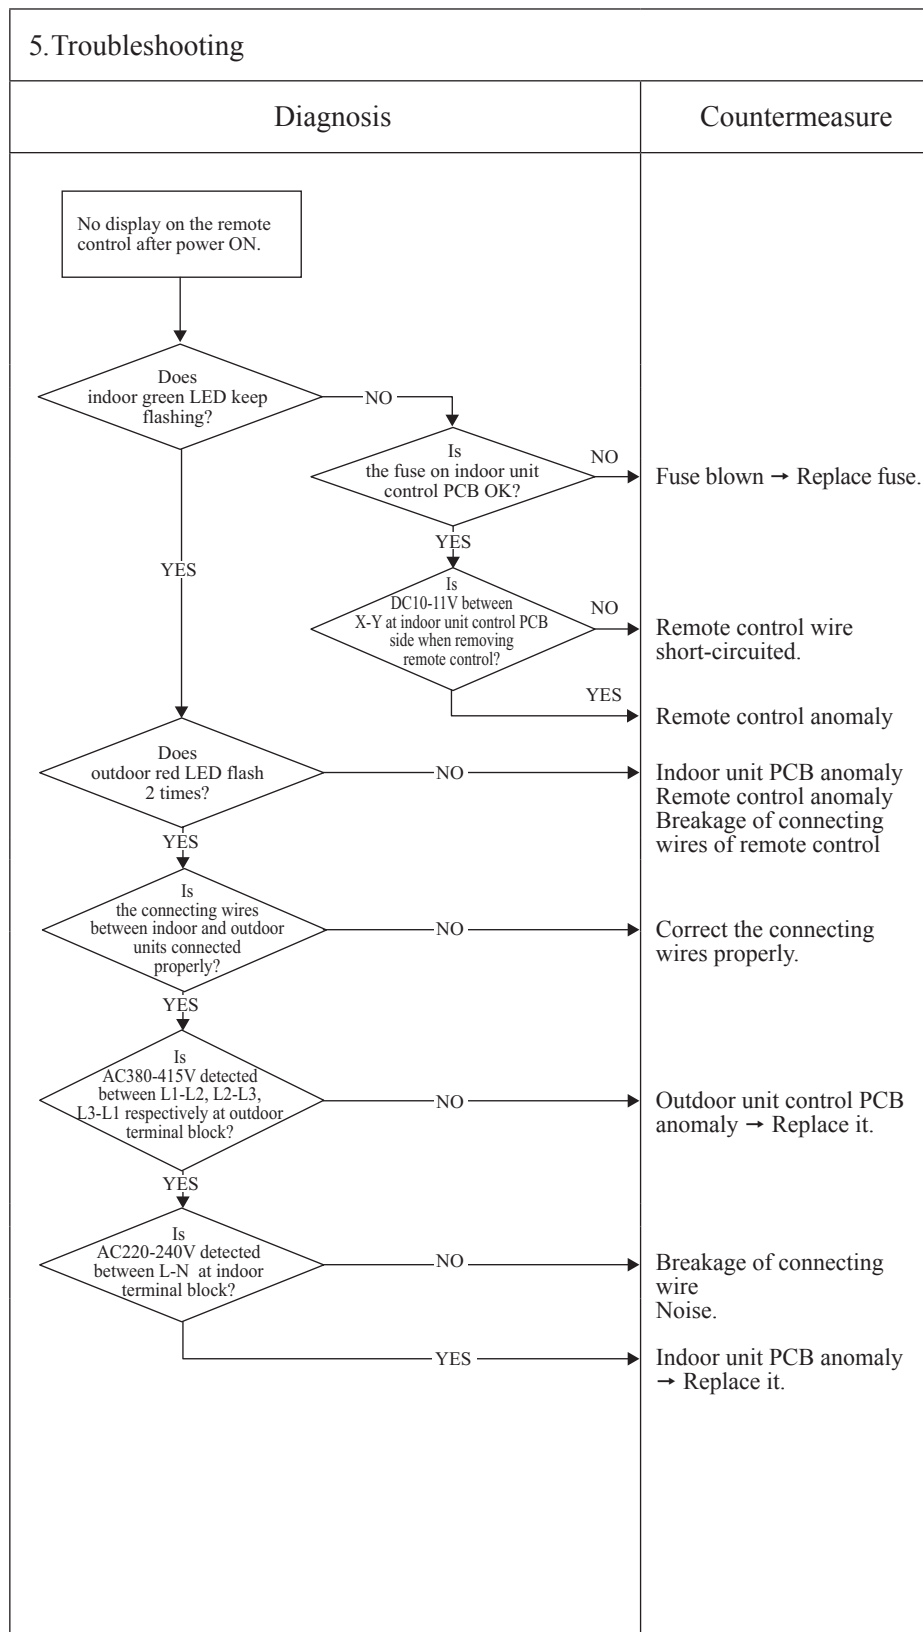 5.Troubleshooting
Diagnosis
Countermeasure
No display on the remote
control after power ON.
Does
indoor green LED keep
flashing?
NO
Is
the fuse on indoor unit
control PCB OK?
NO
Fuse blown → Replace fuse.
YES
YES
Is
DC10-11V between
X-Y at indoor unit control PCB
side when removing
remote control?
NO
Remote control wire
short-circuited.
YES
Remote control anomaly
Does
outdoor red LED flash
2 times?
NO
Indoor unit PCB anomaly
Remote control anomaly
Breakage of connecting
wires of remote control
YES
Is
the connecting wires
between indoor and outdoor
units connected
properly?
NO
Correct the connecting
wires properly.
YES
Is
AC380-415V detected
between L1-L2, L2-L3,
L3-L1 respectively at outdoor
terminal block?
NO
Outdoor unit control PCB
anomaly → Replace it.
YES
Is
AC220-240V detected
between L-N at indoor
terminal block?
NO
Breakage of connecting
wire
Noise.
YES
Indoor unit PCB anomaly
→ Replace it.